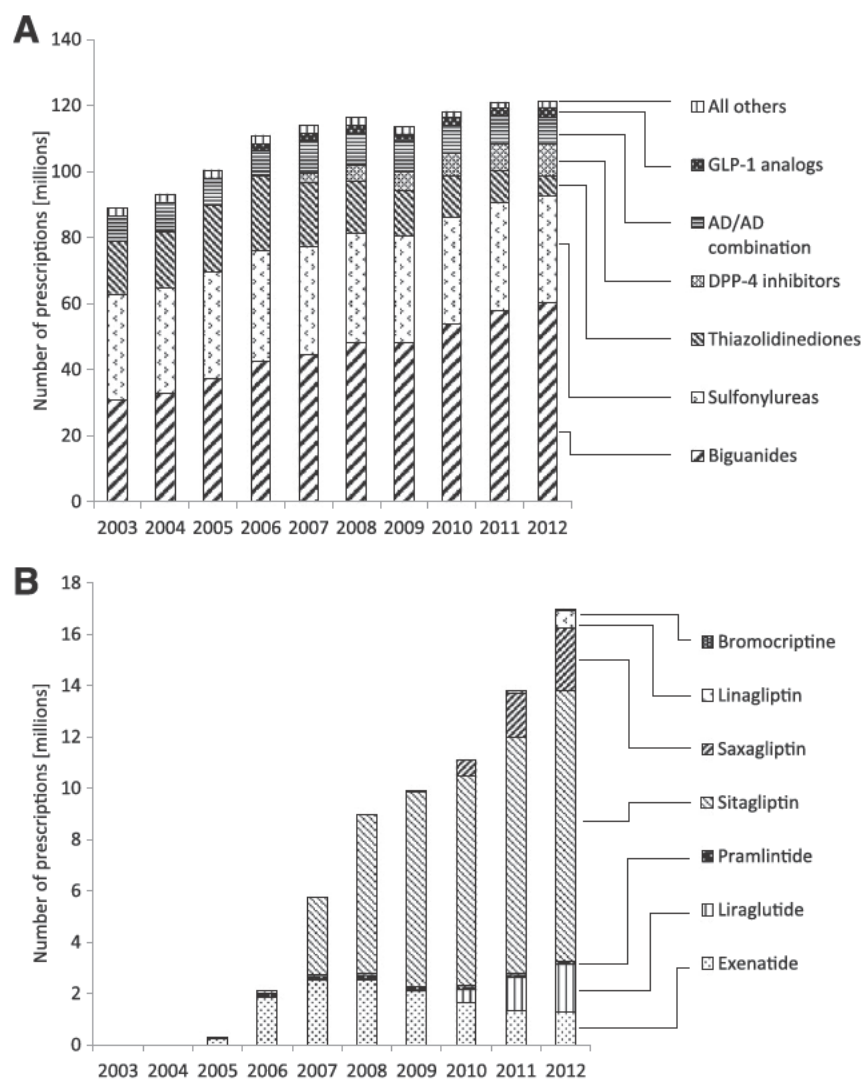 A
Number of prescriptions [millions]
140
120
100
80
60
40
20
0
2003 2004 2005 2006 2007 2008 2009 2010 2011 2012
All others
GLP-1 analogs
AD/AD
combination
DPP-4 inhibitors
Thiazolidinediones
Sulfonylureas
Biguanides
B
Number of prescriptions [millions]
18
16
14
12
10
8
6
4
2
0
2003 2004 2005 2006 2007 2008 2009 2010 2011 2012
Bromocriptine
Linagliptin
Saxagliptin
Sitagliptin
Pramlintide
Liraglutide
Exenatide